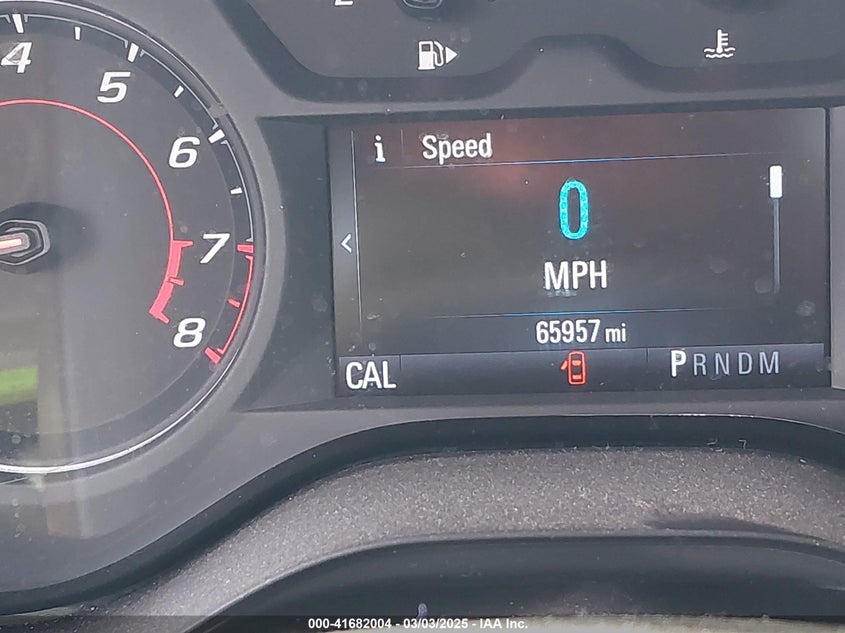 4
5
6
7
8
i Speed
0
MPH
65957 mi
CAL
PRNDM
000-41682004 - 03/03/2025 - IAA Inc.